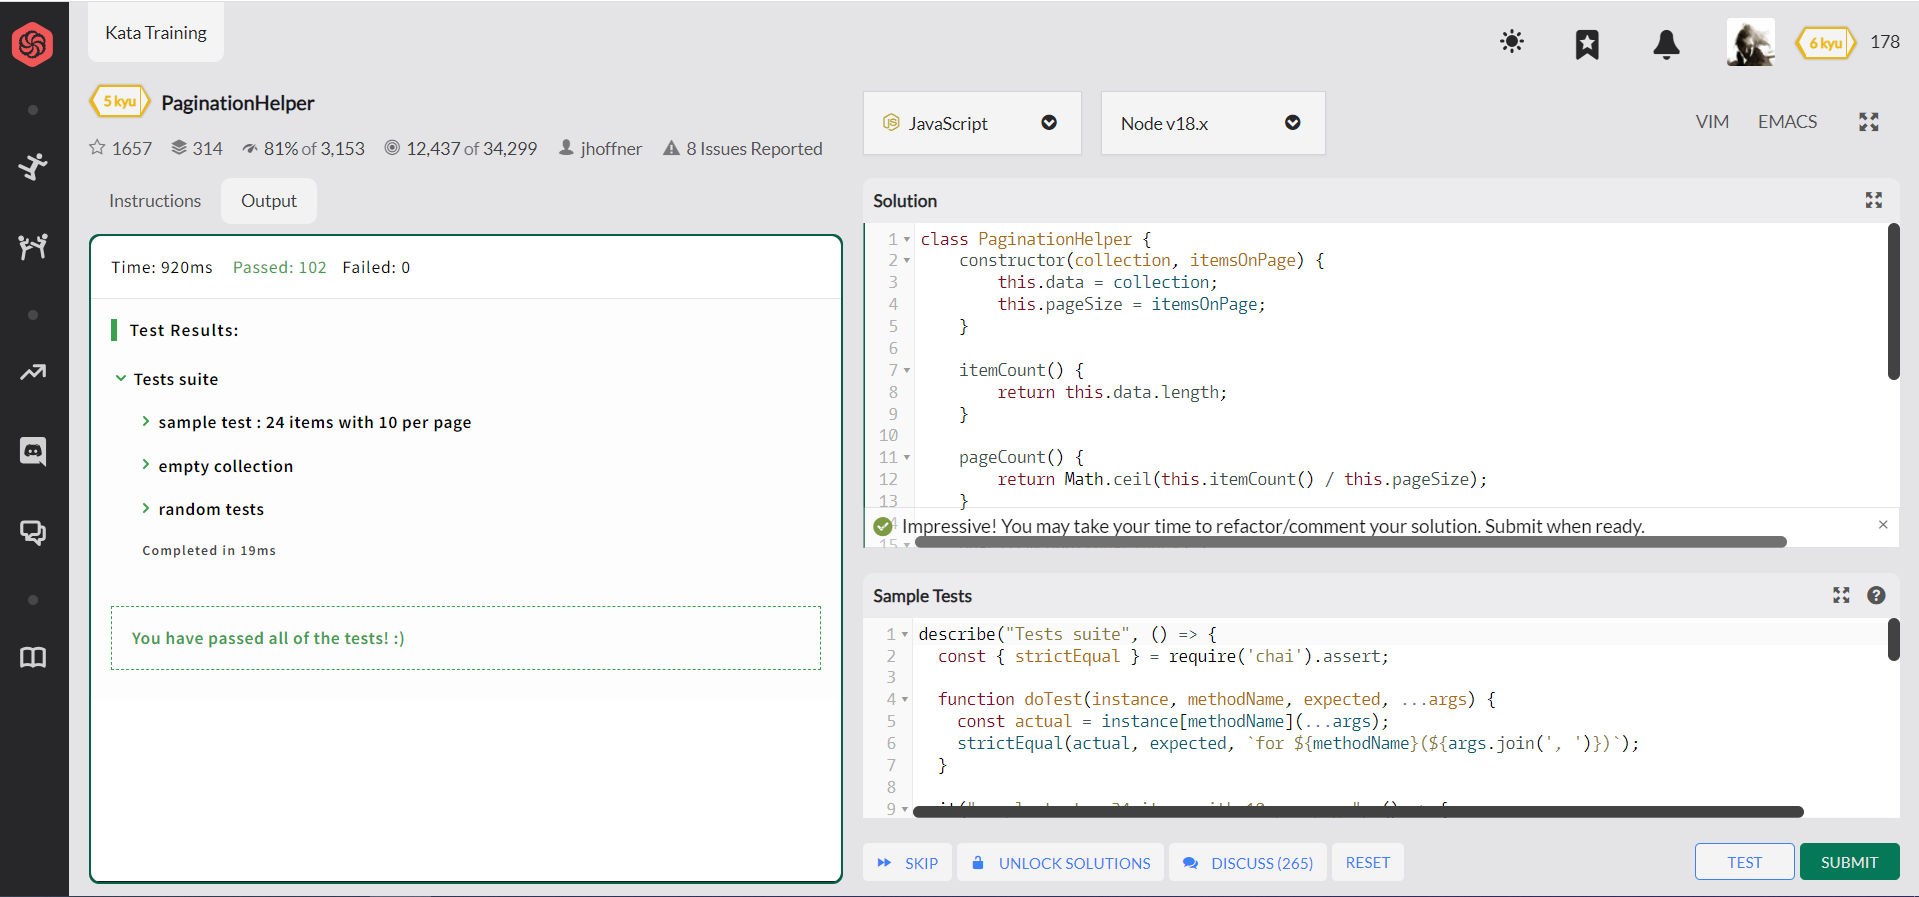 Kata Training
6 kyu 178
5 kyu PaginationHelper
1657 314 81% of 3,153 12,437 of 34,299 jhoffner 8 Issues Reported
Instructions Output
Time: 920ms Passed: 102 Failed: 0
Test Results:
Tests suite
sample test : 24 items with 10 per page
empty collection
random tests
Completed in 19ms
You have passed all of the tests! :)
JS JavaScript Node v18.x
VIM EMACS
Solution
1 class PaginationHelper {
2 constructor(collection, itemsOnPage) {
3 this.data = collection;
4 this.pageSize = itemsOnPage;
5 }
6
7 itemCount() {
8 return this.data.length;
9 }
10
11 pageCount() {
12 return Math.ceil(this.itemCount() / this.pageSize);
13 }
Impressive! You may take your time to refactor/comment your solution. Submit when ready. ×
15
Sample Tests
1 describe("Tests suite", () => {
2 const { strictEqual } = require('chai').assert;
3
4 function doTest(instance, methodName, expected, ...args) {
5 const actual = instance[methodName](...args);
6 strictEqual(actual, expected, `for ${methodName}(${args.join(', ')})`);
7 }
8
9
SKIP UNLOCK SOLUTIONS DISCUSS (265) RESET TEST SUBMIT